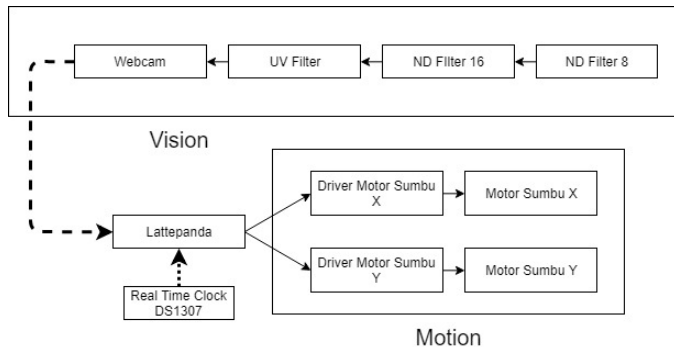 Webcam
UV Filter
ND FIlter 16
ND Filter 8
Vision
Driver Motor Sumbu
X
Motor Sumbu X
Lattepanda
Driver Motor Sumbu
Y
Motor Sumbu Y
Real Time Clock
DS1307
Motion